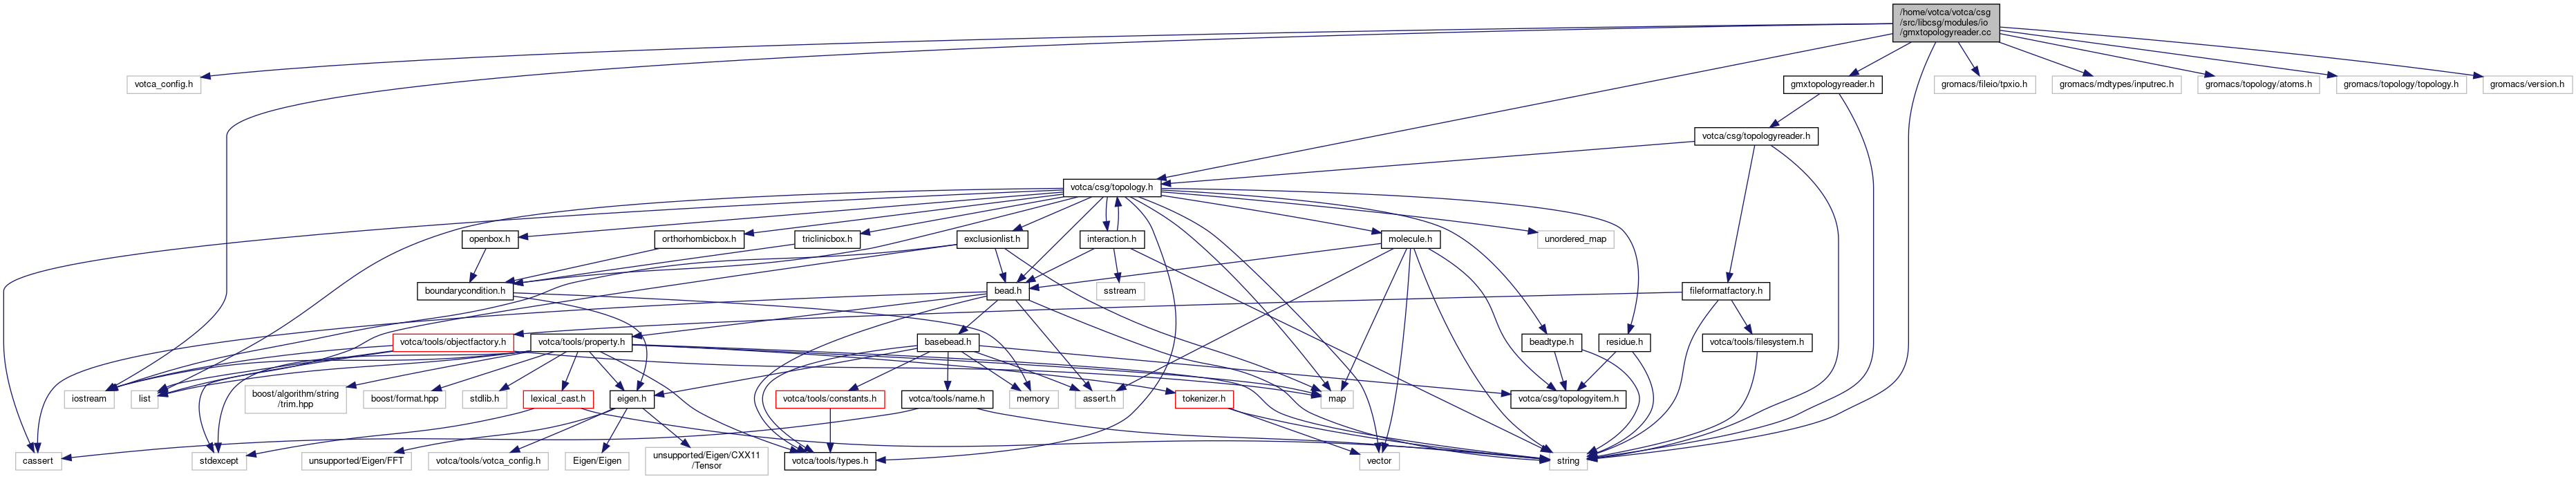 /home/votca/votca/csg
/src/libcsg/modules/io
/gmxtopologyreader.cc
votca_config.h
gmxtopologyreader.h
gromacs/fileio/tpxio.h
gromacs/mdtypes/inputrec.h
gromacs/topology/atoms.h
gromacs/topology/topology.h
gromacs/version.h
votca/csg/topologyreader.h
votca/csg/topology.h
openbox.h
orthorhombicbox.h
triclinicbox.h
exclusionlist.h
interaction.h
molecule.h
unordered_map
boundarycondition.h
bead.h
sstream
fileformatfactory.h
votca/tools/objectfactory.h
votca/tools/property.h
basebead.h
beadtype.h
residue.h
votca/tools/filesystem.h
iostream
list
boost/algorithm/string
/trim.hpp
boost/format.hpp
stdlib.h
lexical_cast.h
eigen.h
votca/tools/constants.h
votca/tools/name.h
memory
assert.h
tokenizer.h
map
votca/csg/topologyitem.h
cassert
stdexcept
unsupported/Eigen/FFT
votca/tools/votca_config.h
Eigen/Eigen
unsupported/Eigen/CXX11
/Tensor
votca/tools/types.h
vector
string